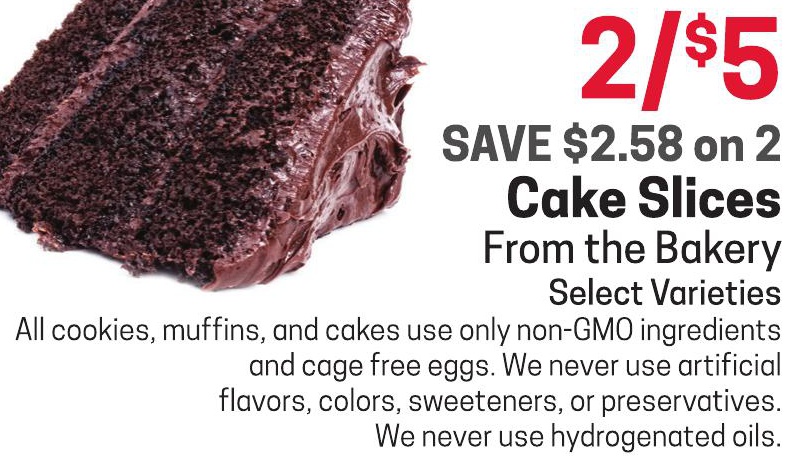 2/$5
SAVE $2.58 on 2
Cake Slices
From the Bakery
Select Varieties
All cookies, muffins, and cakes use only non-GMO ingredients
and cage free eggs. We never use artificial
flavors, colors, sweeteners, or preservatives.
We never use hydrogenated oils.